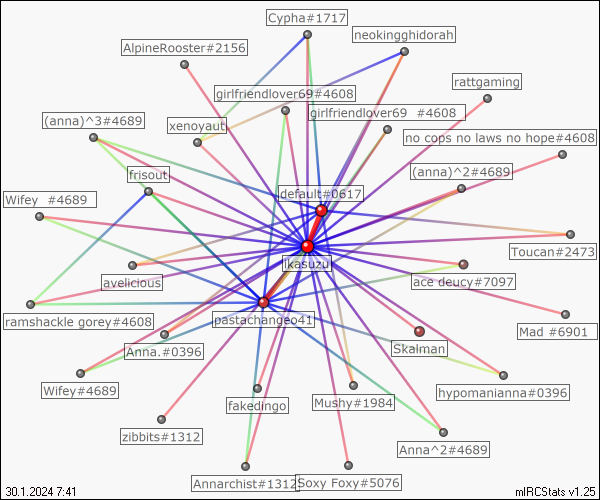 Cypha#1717
neokingghidorah
AlpineRooster#2156
rattgaming
girlfriendlover69#4608
girlfriendlover69 #4608
(anna)^3#4689
xenoyaut
no cops no laws no hope#4608
frisout
(anna)^2#4689
default#0617
Wifey #4689
Toucan#2473
ikasuzu
avelicious
ace deucy#7097
ramshackle gorey#4608
pastachangeo41
Mad #6901
Anna.#0396
Skalman
Wifey#4689
hypomanianna#0396
fakedingo
Mushy#1984
zibbits#1312
Anna^2#4689
Annarchist#1312
Soxy Foxy#5076
30.1.2024 7:41
mIRCStats v1.25